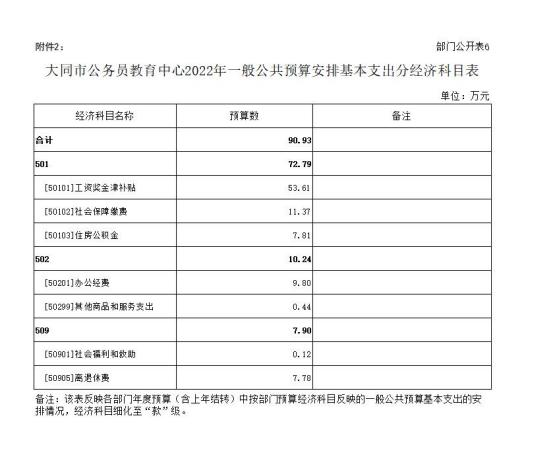 附件2: 部门公开表6
大同市公务员教育中心2022年一般公共预算安排基本支出分经济科目表
单位：万元
经济科目名称 预算数 备注
合计 90.93
501 72.79
[50101]工资奖金津补贴 53.61
[50102]社会保障缴费 11.37
[50103]住房公积金 7.81
502 10.24
[50201]办公经费 9.80
[50299]其他商品和服务支出 0.44
509 7.90
[50901]社会福利和救助 0.12
[50905]离退休费 7.78
备注：该表反映各部门年度预算（含上年结转）中按部门预算经济科目反映的一般公共预算基本支出的安
排情况，经济科目细化至“款”级。